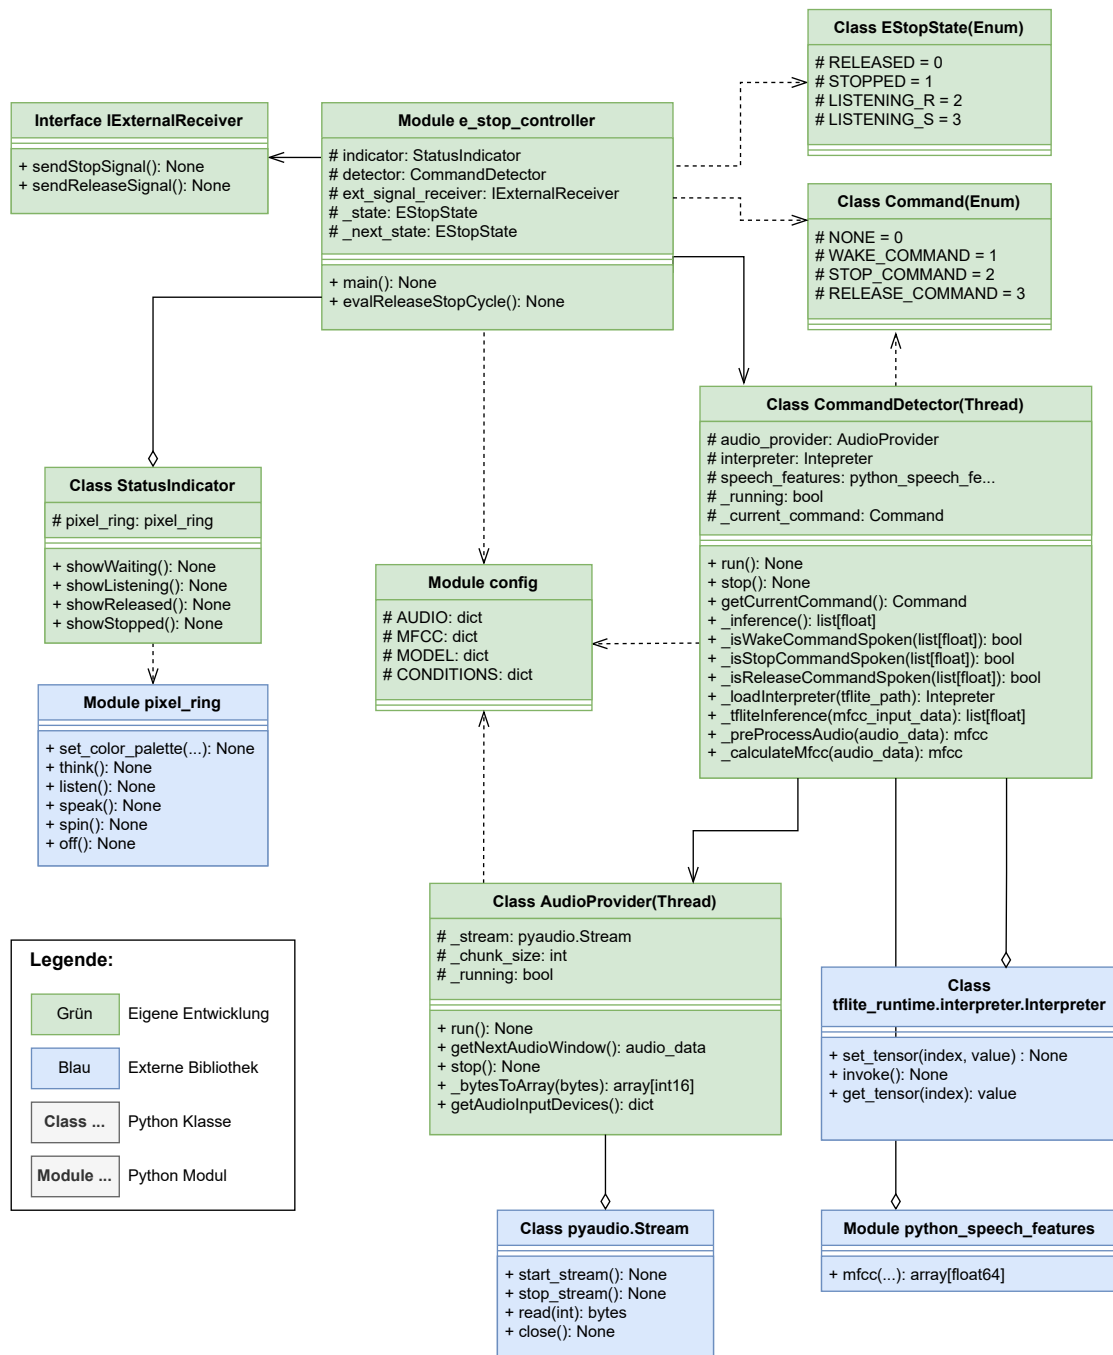 Class EStopState(Enum)
# RELEASED = 0
# STOPPED = 1
# LISTENING_R = 2
# LISTENING_S = 3
Interface IExternalReceiver
+ sendStopSignal(): None
+ sendReleaseSignal(): None
Module e_stop_controller
# indicator: StatusIndicator
# detector: CommandDetector
# ext_signal_receiver: IExternalReceiver
# _state: EStopState
# _next_state: EStopState
+ main(): None
+ evalReleaseStopCycle(): None
Class Command(Enum)
# NONE = 0
# WAKE_COMMAND = 1
# STOP_COMMAND = 2
# RELEASE_COMMAND = 3
Class CommandDetector(Thread)
# audio_provider: AudioProvider
# interpreter: Intepreter
# speech_features: python_speech_fe...
# _running: bool
# _current_command: Command
+ run(): None
+ stop(): None
+ getCurrentCommand(): Command
+ _inference(): list[float]
+ _isWakeCommandSpoken(list[float]): bool
+ _isStopCommandSpoken(list[float]): bool
+ _isReleaseCommandSpoken(list[float]): bool
+ _loadInterpreter(tflite_path): Intepreter
+ _tfliteInference(mfcc_input_data): list[float]
+ _preProcessAudio(audio_data): mfcc
+ _calculateMfcc(audio_data): mfcc
Class StatusIndicator
# pixel_ring: pixel_ring
+ showWaiting(): None
+ showListening(): None
+ showReleased(): None
+ showStopped(): None
Module config
# AUDIO: dict
# MFCC: dict
# MODEL: dict
# CONDITIONS: dict
Module pixel_ring
+ set_color_palette(...): None
+ think(): None
+ listen(): None
+ speak(): None
+ spin(): None
+ off(): None
Class AudioProvider(Thread)
# _stream: pyaudio.Stream
# _chunk_size: int
# _running: bool
+ run(): None
+ getNextAudioWindow(): audio_data
+ stop(): None
+ _bytesToArray(bytes): array[int16]
+ getAudioInputDevices(): dict
Legende:
Grün Eigene Entwicklung
Blau Externe Bibliothek
Class ... Python Klasse
Module ... Python Modul
Class
tflite_runtime.interpreter.Interpreter
+ set_tensor(index, value) : None
+ invoke(): None
+ get_tensor(index): value
Class pyaudio.Stream
+ start_stream(): None
+ stop_stream(): None
+ read(int): bytes
+ close(): None
Module python_speech_features
+ mfcc(...): array[float64]